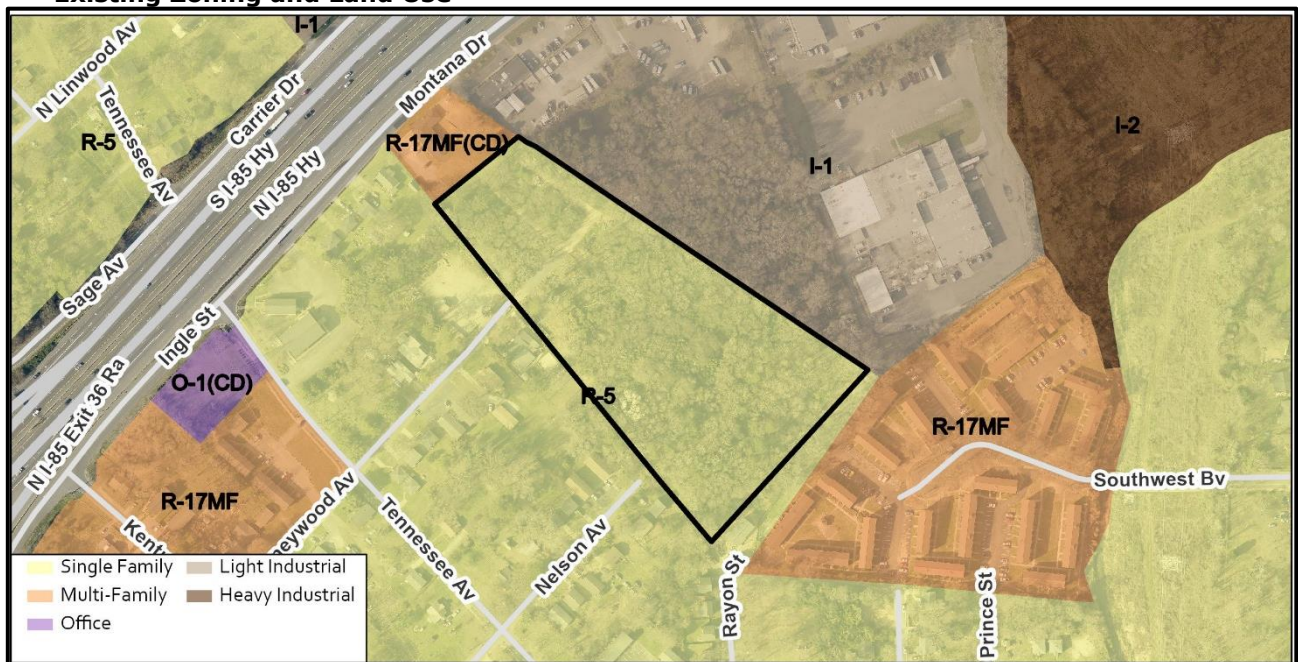 Existing Zoning and Land Use
I-1
N Linwood Av
Tennessee Av
R-5
Carrier Dr
Montana Dr
S I-85 Hy
N I-85 Hy
R-17MF(CD)
I-1
I-2
Sage Av
Ingle St
O-1(CD)
N I-85 Exit 36 Ra
R-5
R-17MF
R-17MF
Southwest Bv
Tennessee Av
Nelson Av
Rayon St
Prince St
Single Family
Light Industrial
Multi-Family
Heavy Industrial
Office